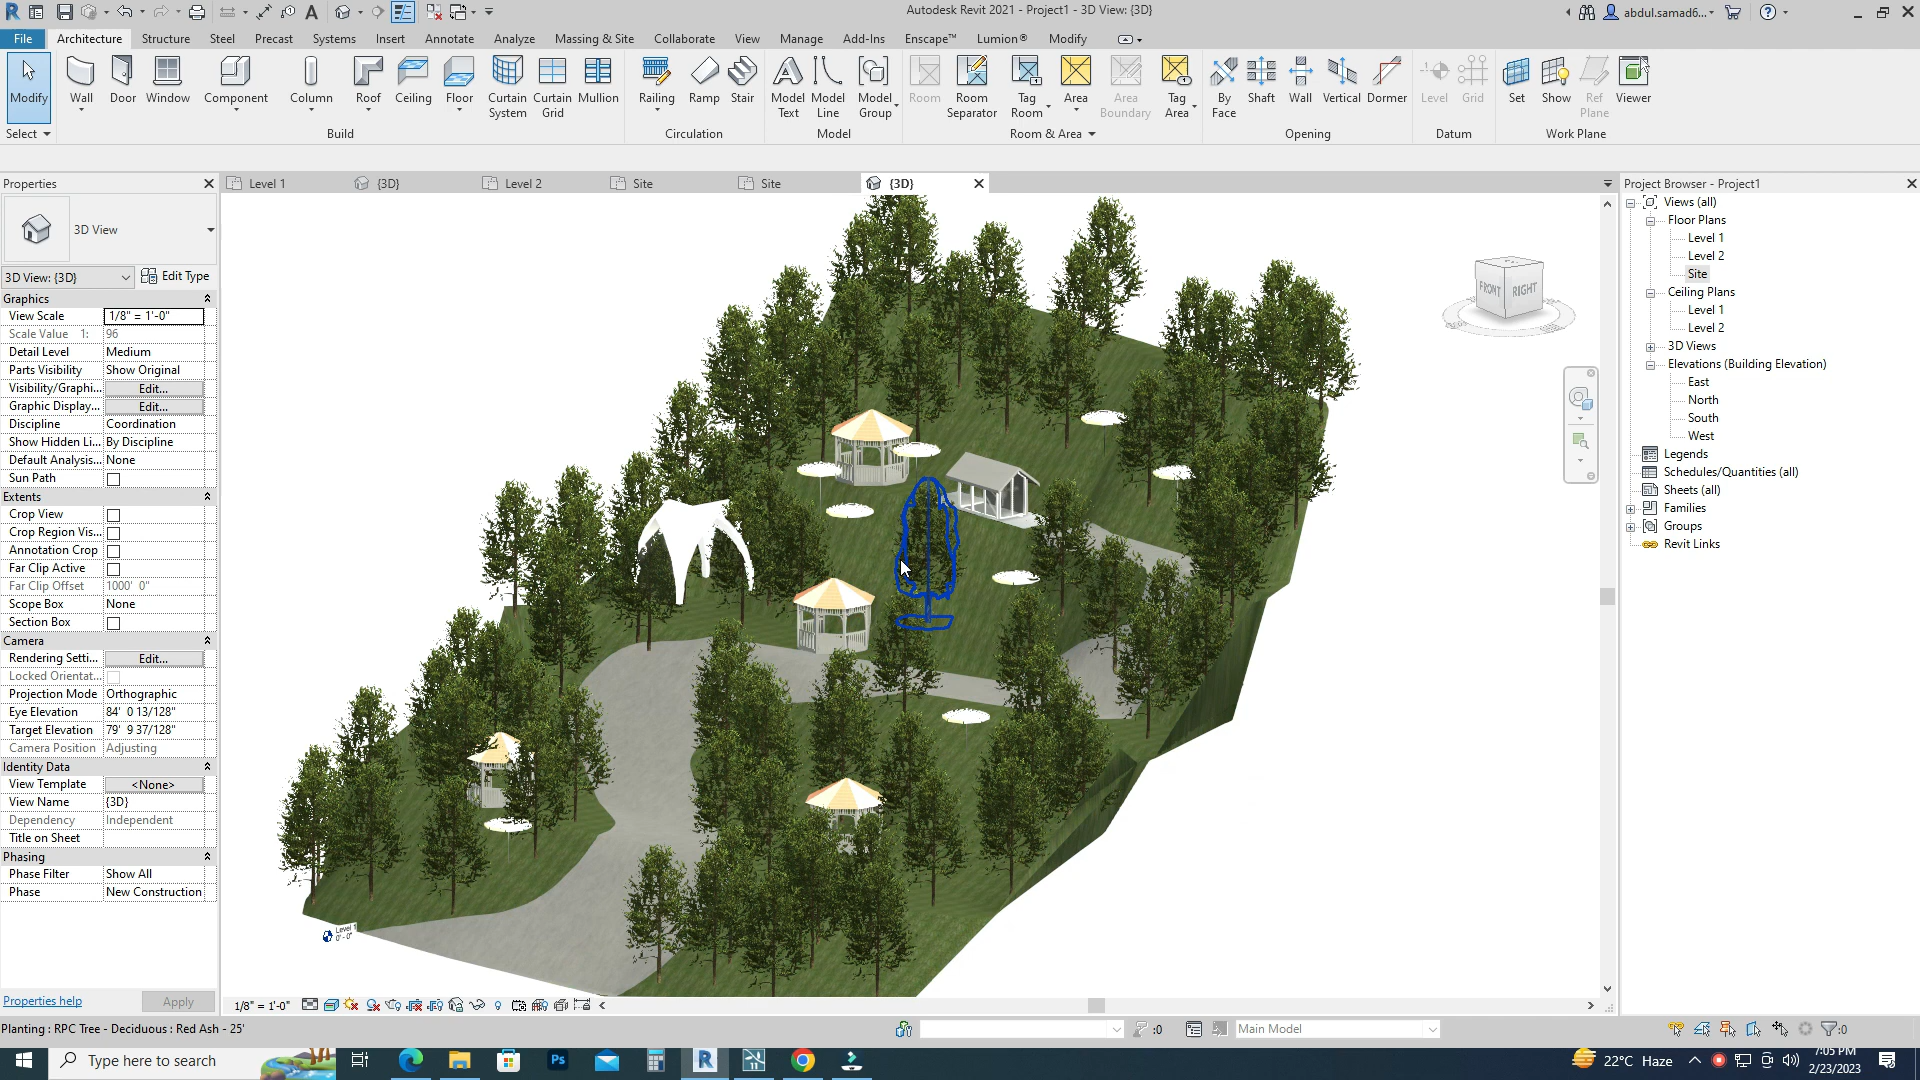 Autodesk Revit 2021 - Project1 - 3D View: {3D}
abdul.samad6...
File Architecture Structure Steel Precast Systems Insert Annotate Analyze Massing & Site Collaborate View Manage Add-Ins Enscape™ Lumion® Modify
Modify Wall Door Window Component Column Roof Ceiling Floor Curtain System Curtain Grid Mullion Railing Ramp Stair Model Text Model Line Model Group Room Room Separator Tag Room Area Area Boundary Tag Area By Face Shaft Wall Vertical Dormer Level Grid Set Show Ref Plane Viewer
Select Build Circulation Model Room & Area Opening Datum Work Plane
Properties
Level 1 {3D} Level 2 Site Site {3D}
3D View
3D View: {3D} Edit Type
Graphics
View Scale 1/8" = 1'-0"
Scale Value 1: 96
Detail Level Medium
Parts Visibility Show Original
Visibility/Graphi... Edit...
Graphic Display... Edit...
Discipline Coordination
Show Hidden Li... By Discipline
Default Analysis... None
Sun Path
Extents
Crop View
Crop Region Vis...
Annotation Crop
Far Clip Active
Far Clip Offset 1000' 0"
Scope Box None
Section Box
Camera
Rendering Setti... Edit...
Locked Orientat...
Projection Mode Orthographic
Eye Elevation 84' 0 13/128"
Target Elevation 79' 9 37/128"
Camera Position Adjusting
Identity Data
View Template <None>
View Name {3D}
Dependency Independent
Title on Sheet
Phasing
Phase Filter Show All
Phase New Construction
Properties help Apply
FRONT RIGHT
Level 1
0' - 0"
1/8" = 1'-0"
Project Browser - Project1
Views (all)
Floor Plans
Level 1
Level 2
Site
Ceiling Plans
Level 1
Level 2
3D Views
Elevations (Building Elevation)
East
North
South
West
Legends
Schedules/Quantities (all)
Sheets (all)
Families
Groups
Revit Links
Planting : RPC Tree - Deciduous : Red Ash - 25'
:0 Main Model :0
Type here to search
22°C Haze
7:05 PM
2/23/2023